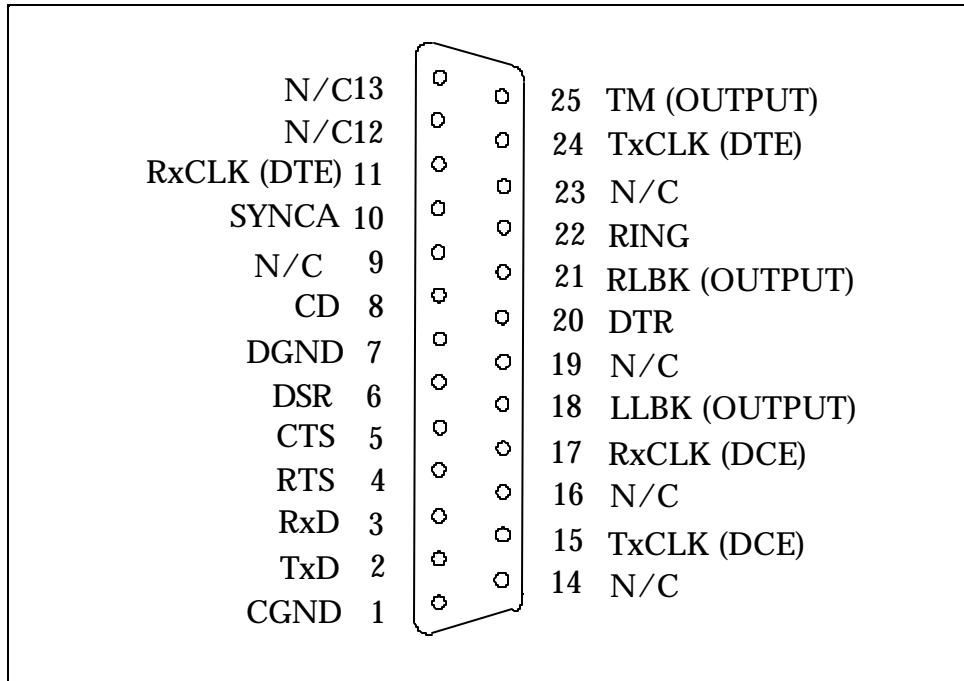 N/C13
N/C12
RxCLK (DTE) 11
SYNCA 10
N/C 9
CD 8
DGND 7
DSR 6
CTS 5
RTS 4
RxD 3
TxD 2
CGND 1
25 TM (OUTPUT)
24 TxCLK (DTE)
23 N/C
22 RING
21 RLBK (OUTPUT)
20 DTR
19 N/C
18 LLBK (OUTPUT)
17 RxCLK (DCE)
16 N/C
15 TxCLK (DCE)
14 N/C